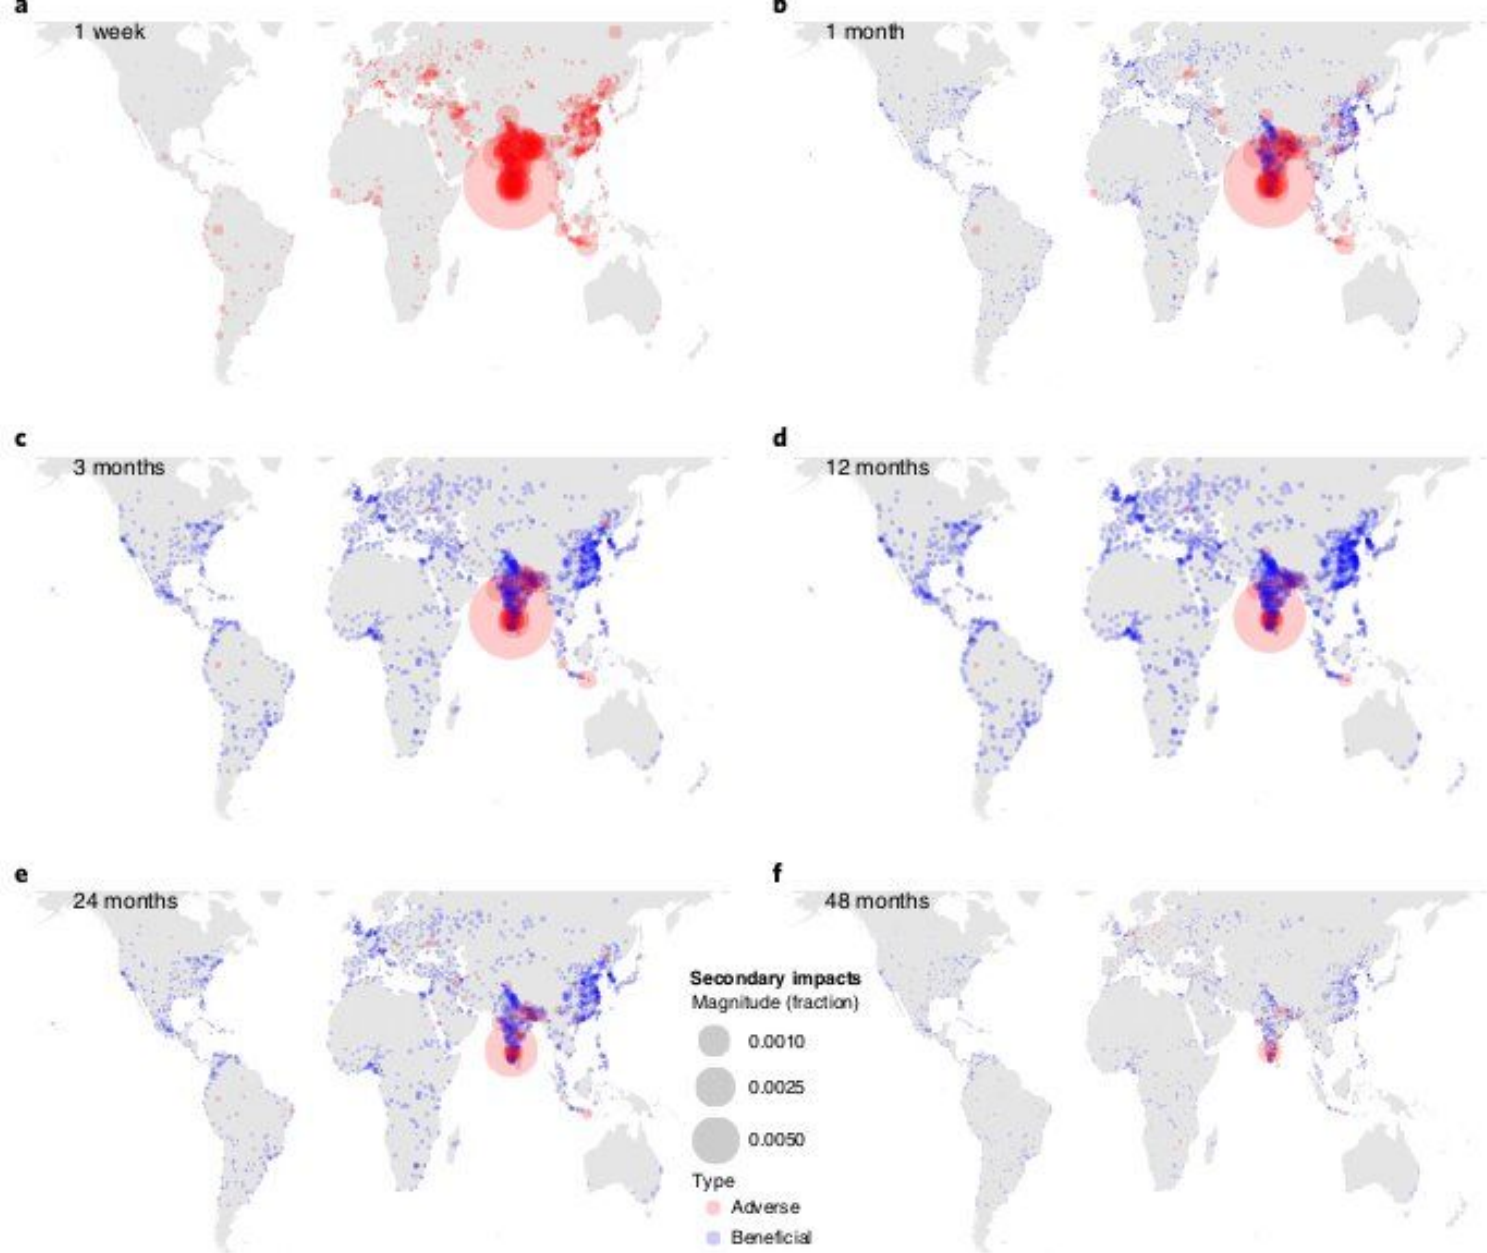 a
1 week
b
1 month
c
3 months
d
12 months
e
24 months
f
48 months
Secondary impacts
Magnitude (fraction)
0.0010
0.0025
0.0050
Type
Adverse
Beneficial